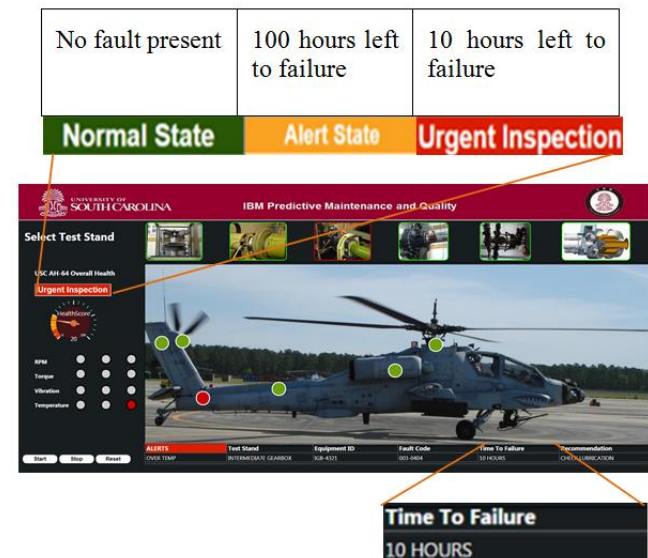 No fault present
100 hours left
to failure
10 hours left to
failure
Normal State
Alert State
Urgent Inspection
UNIVERSITY OF
SOUTH CAROLINA
IBM Predictive Maintenance and Quality
Select Test Stand
USC AH-64 Overall Health
Urgent Inspection
HealthScore
20
RPM
Torque
Vibration
Temperature
Start Stop Reset
ALERTS Test Stand Equipment ID Fault Code Time To Failure Recommendation
OVER TEMP INTERMEDIATE GEARBOX IGB-4321 003-0404 10 HOURS CHECK LUBRICATION
Time To Failure
10 HOURS